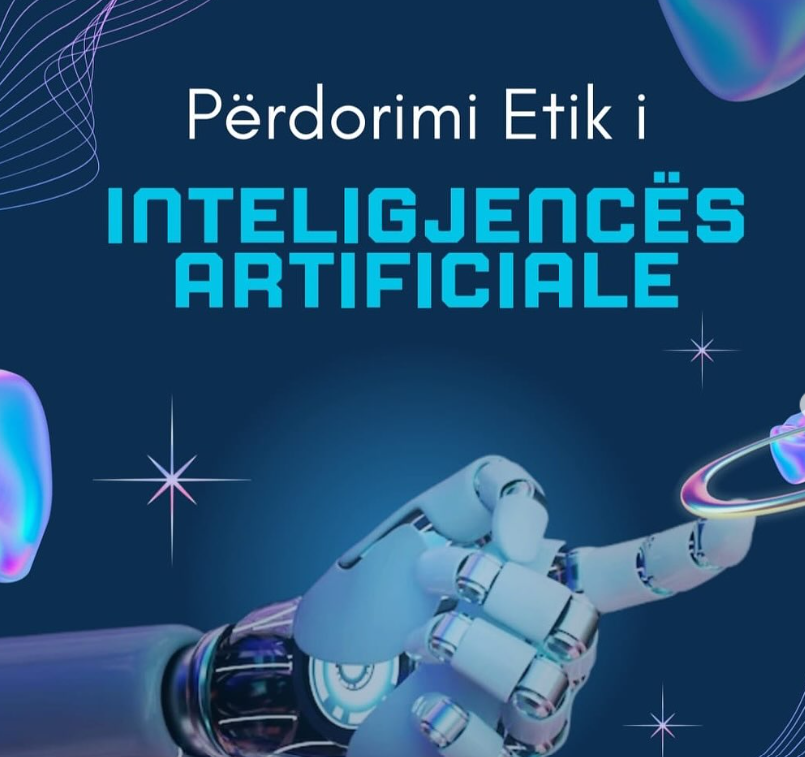 Përdorimi Etik i
INTELIGJENCËS
ARTIFICIALE